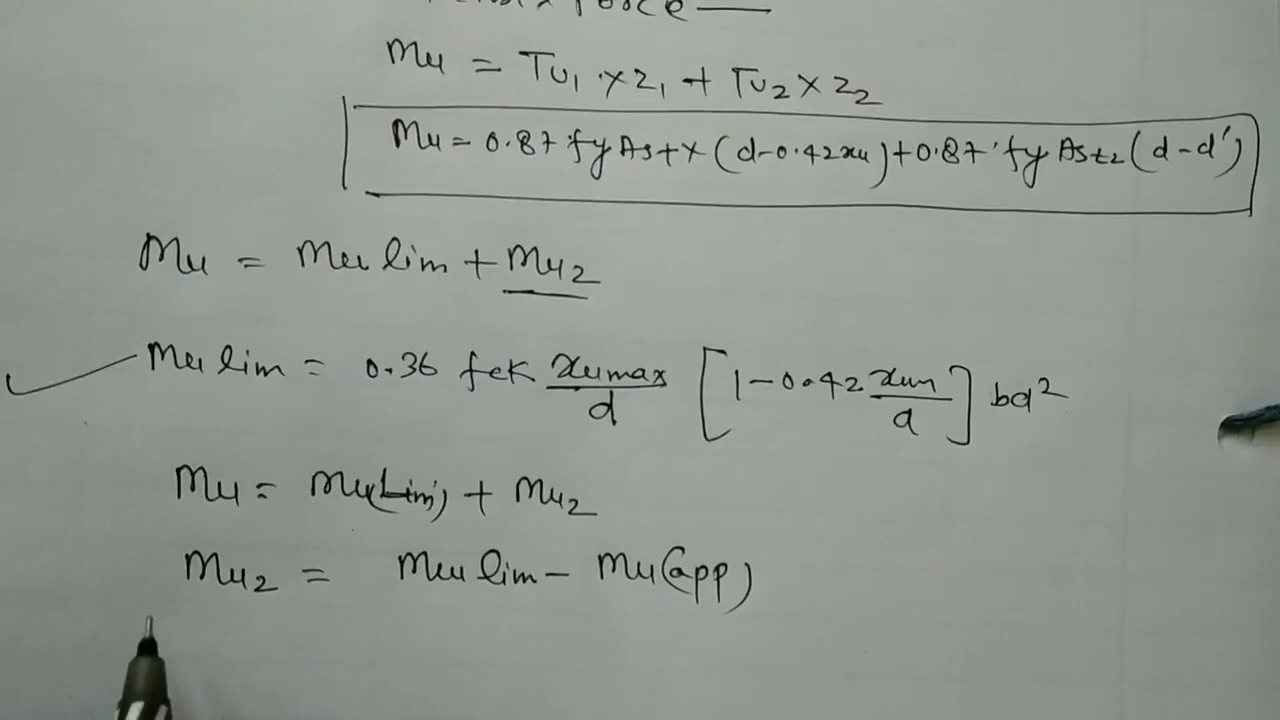 Force —
Mu = Tu1 × z1 + Tu2 × z2
Mu = 0.87 fy Ast × (d-0.42xu) + 0.87 fy Ast2 (d-d')
Mu = Mu lim + Mu2
Mu lim = 0.36 fck xumax/d [1-0.42 xum/d] bd²
Mu = Mu(Lim) + Mu2
Mu2 = Mu lim - Mu(app)